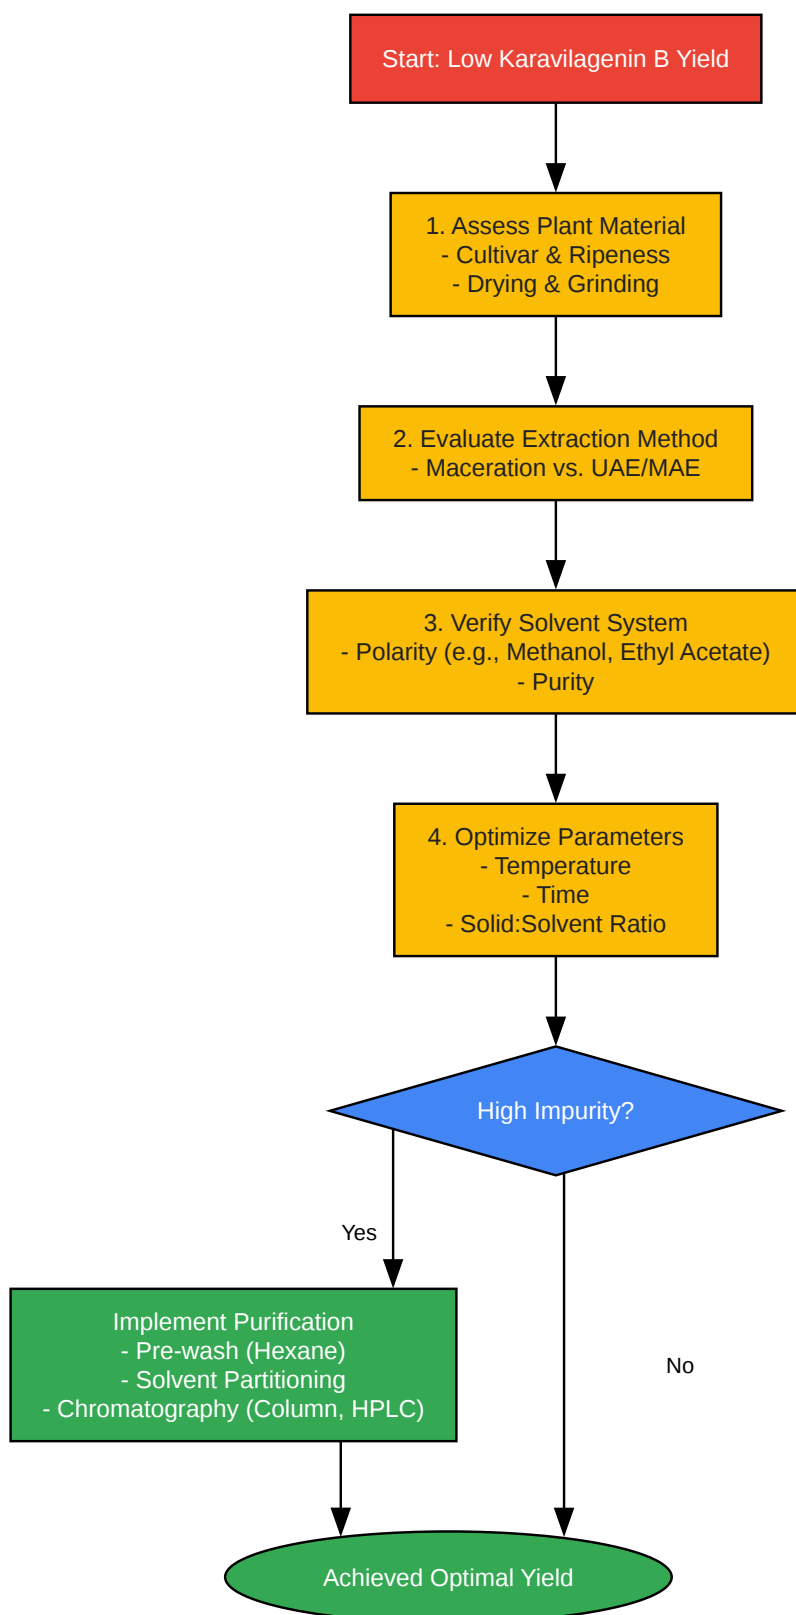 Start: Low Karavilagenin B Yield
1. Assess Plant Material
- Cultivar & Ripeness
- Drying & Grinding
2. Evaluate Extraction Method
- Maceration vs. UAE/MAE
3. Verify Solvent System
- Polarity (e.g., Methanol, Ethyl Acetate)
- Purity
4. Optimize Parameters
- Temperature
- Time
- Solid:Solvent Ratio
High Impurity?
Yes
Implement Purification
- Pre-wash (Hexane)
- Solvent Partitioning
- Chromatography (Column, HPLC)
No
Achieved Optimal Yield